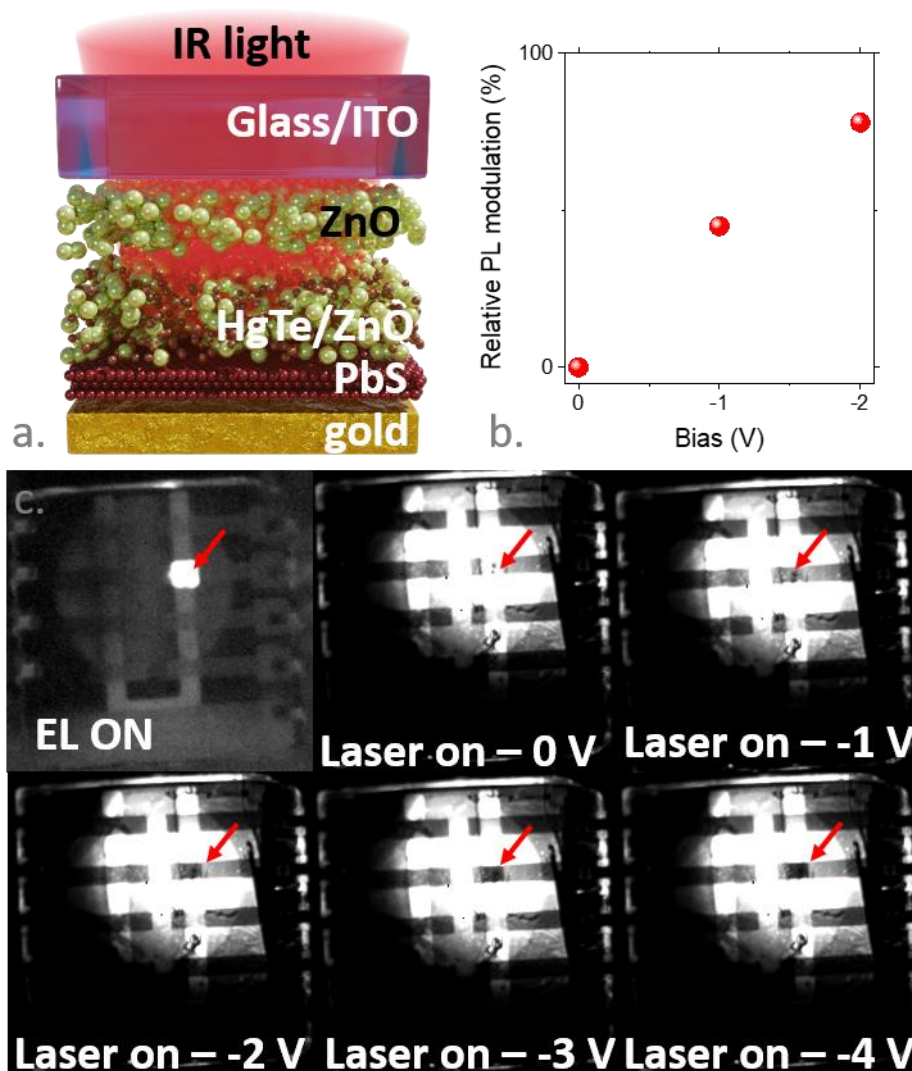 IR light
Glass/ITO
ZnO
HgTe/ZnO
PbS
gold
a.
b.
Relative PL modulation (%)
100
0
0
-1
-2
Bias (V)
c.
EL ON
Laser on – 0 V
Laser on – -1 V
Laser on – -2 V
Laser on – -3 V
Laser on – -4 V